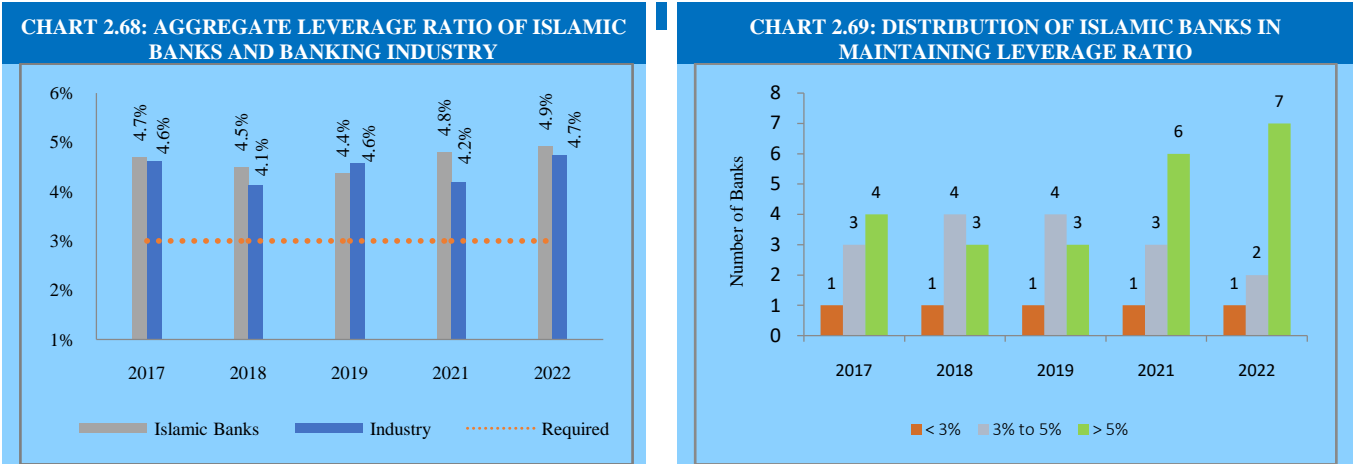 CHART 2.68: AGGREGATE LEVERAGE RATIO OF ISLAMIC
BANKS AND BANKING INDUSTRY
6%
5%
4%
3%
2%
1%
4.7%
4.6%
4.5%
4.1%
4.4%
4.6%
4.8%
4.2%
4.9%
4.7%
2017 2018 2019 2021 2022
Islamic Banks Industry Required
CHART 2.69: DISTRIBUTION OF ISLAMIC BANKS IN
MAINTAINING LEVERAGE RATIO
Number of Banks
8
7
6
5
4
3
2
1
0
1 3 4
1 4 3
1 4 3
1 3 6
1 2 7
2017 2018 2019 2021 2022
< 3% 3% to 5% > 5%